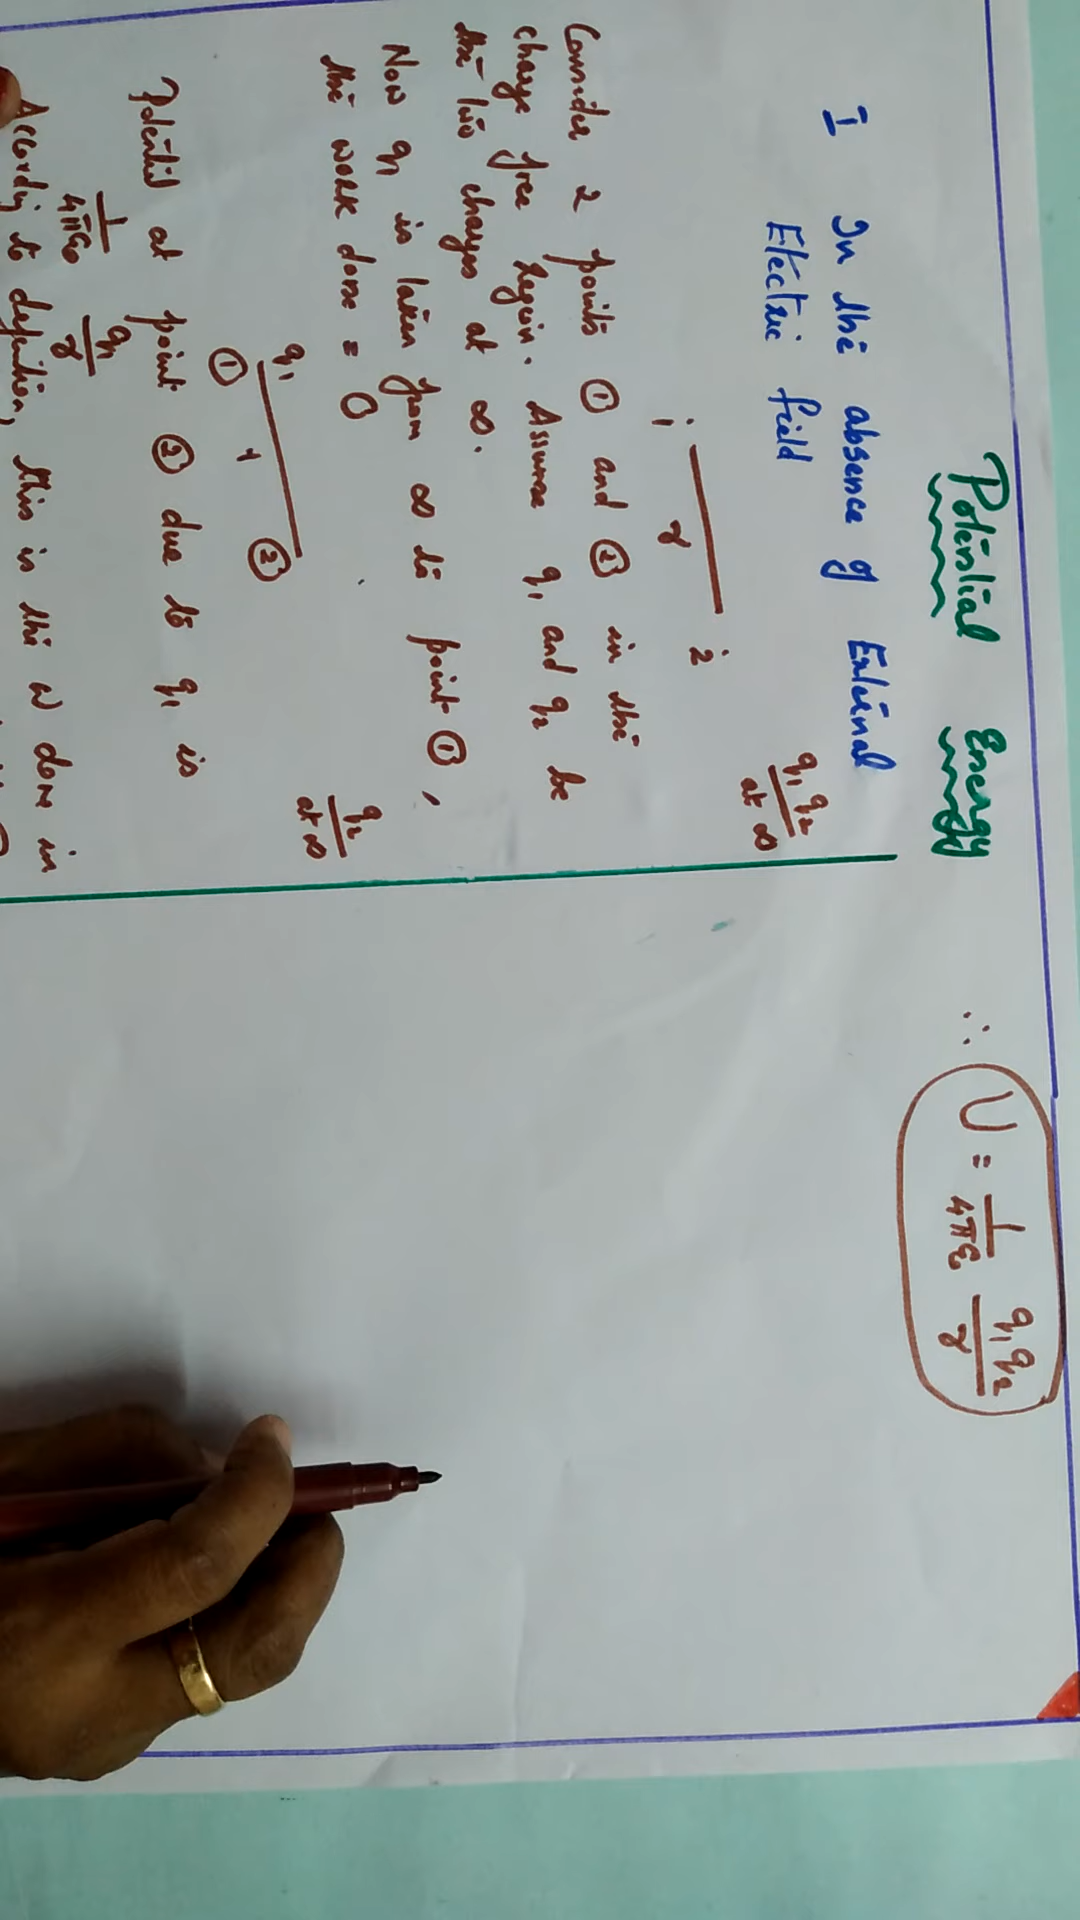 Potential Energy
I In the absence of External
Electric field
q1 q2
at ∞
1 r 2
Consider 2 points ① and ② in the
charge free region. Assume q1 and q2 be
the two charges at ∞.
Now q1 is taken from ∞ to point ①,
the work done = 0
q2
at ∞
q1
① r ②
Potential at point ② due to q1 is
1/4πε0 q1/r
According to definition, this is the W done in
∴ U = 1/4πε q1q2/r